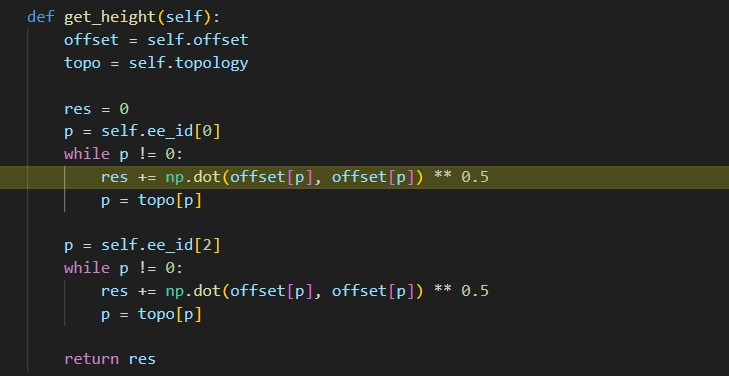 def get_height(self):
    offset = self.offset
    topo = self.topology

    res = 0
    p = self.ee_id[0]
    while p != 0:
        res += np.dot(offset[p], offset[p]) ** 0.5
        p = topo[p]

    p = self.ee_id[2]
    while p != 0:
        res += np.dot(offset[p], offset[p]) ** 0.5
        p = topo[p]

    return res